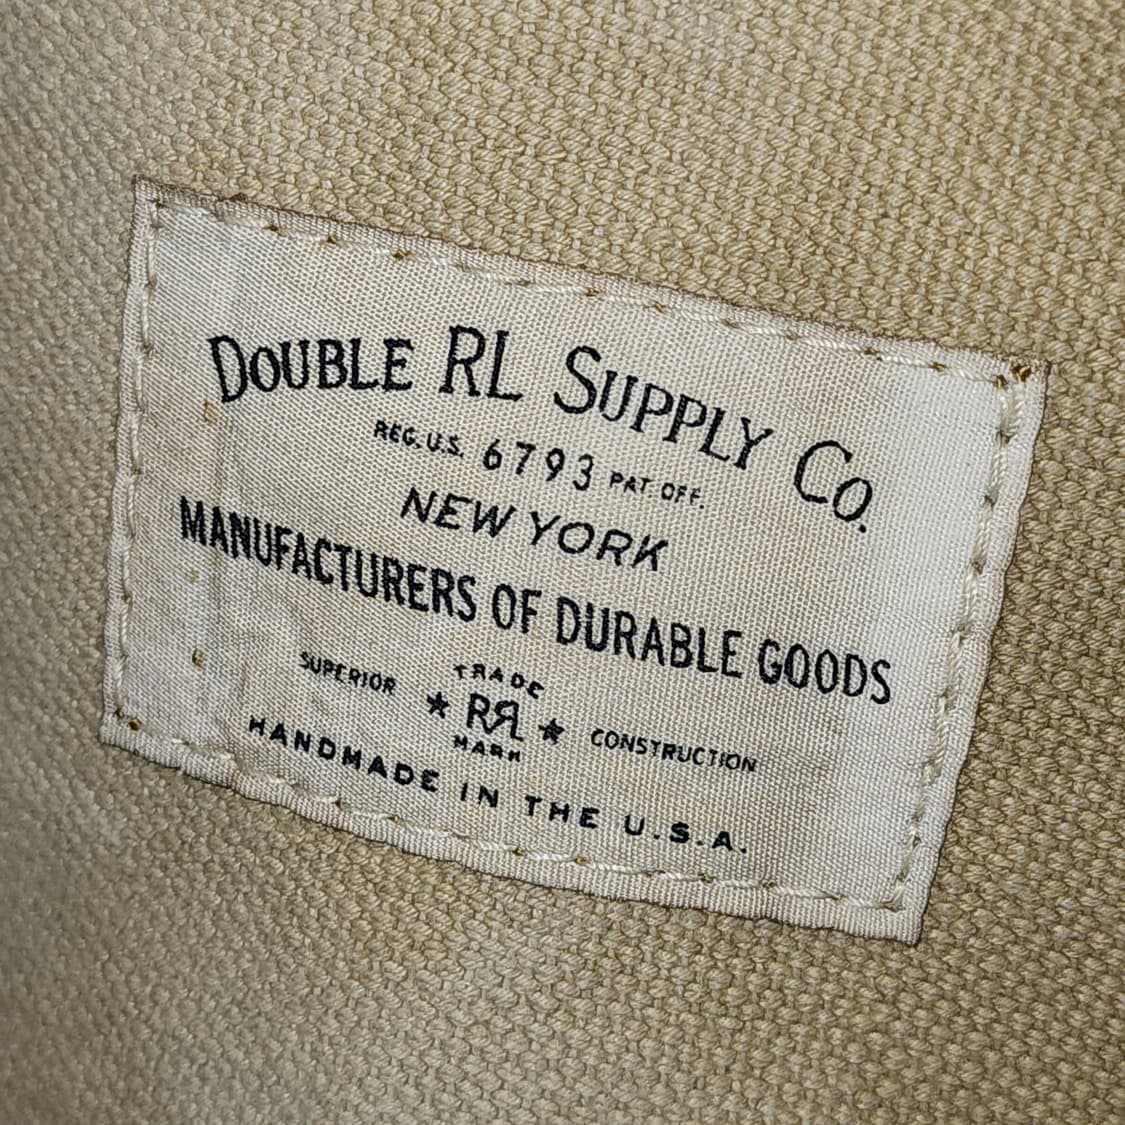 DOUBLE RL SUPPLY CO.
REG. U.S. 6793 PAT. OFF.
NEW YORK
MANUFACTURERS OF DURABLE GOODS
TRADE
SUPERIOR ★ RRL ★ CONSTRUCTION
MARK
HANDMADE IN THE U.S.A.